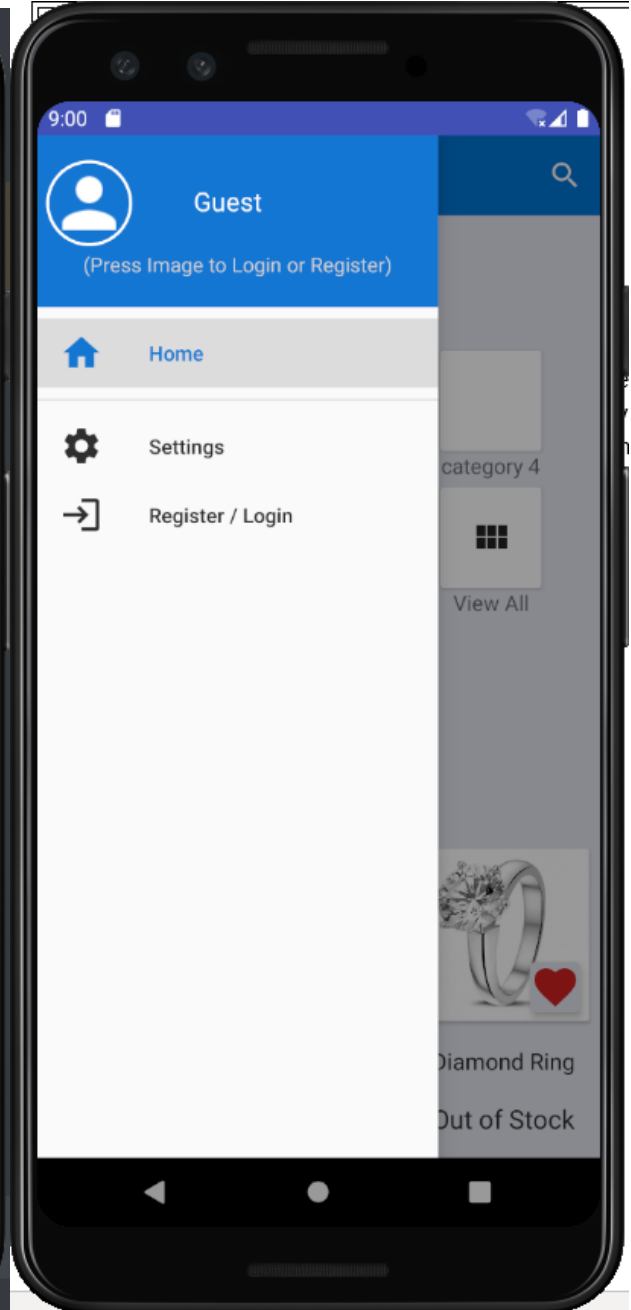 9:00
Guest
(Press Image to Login or Register)
Home
Settings
category 4
Register / Login
View All
Diamond Ring
Out of Stock